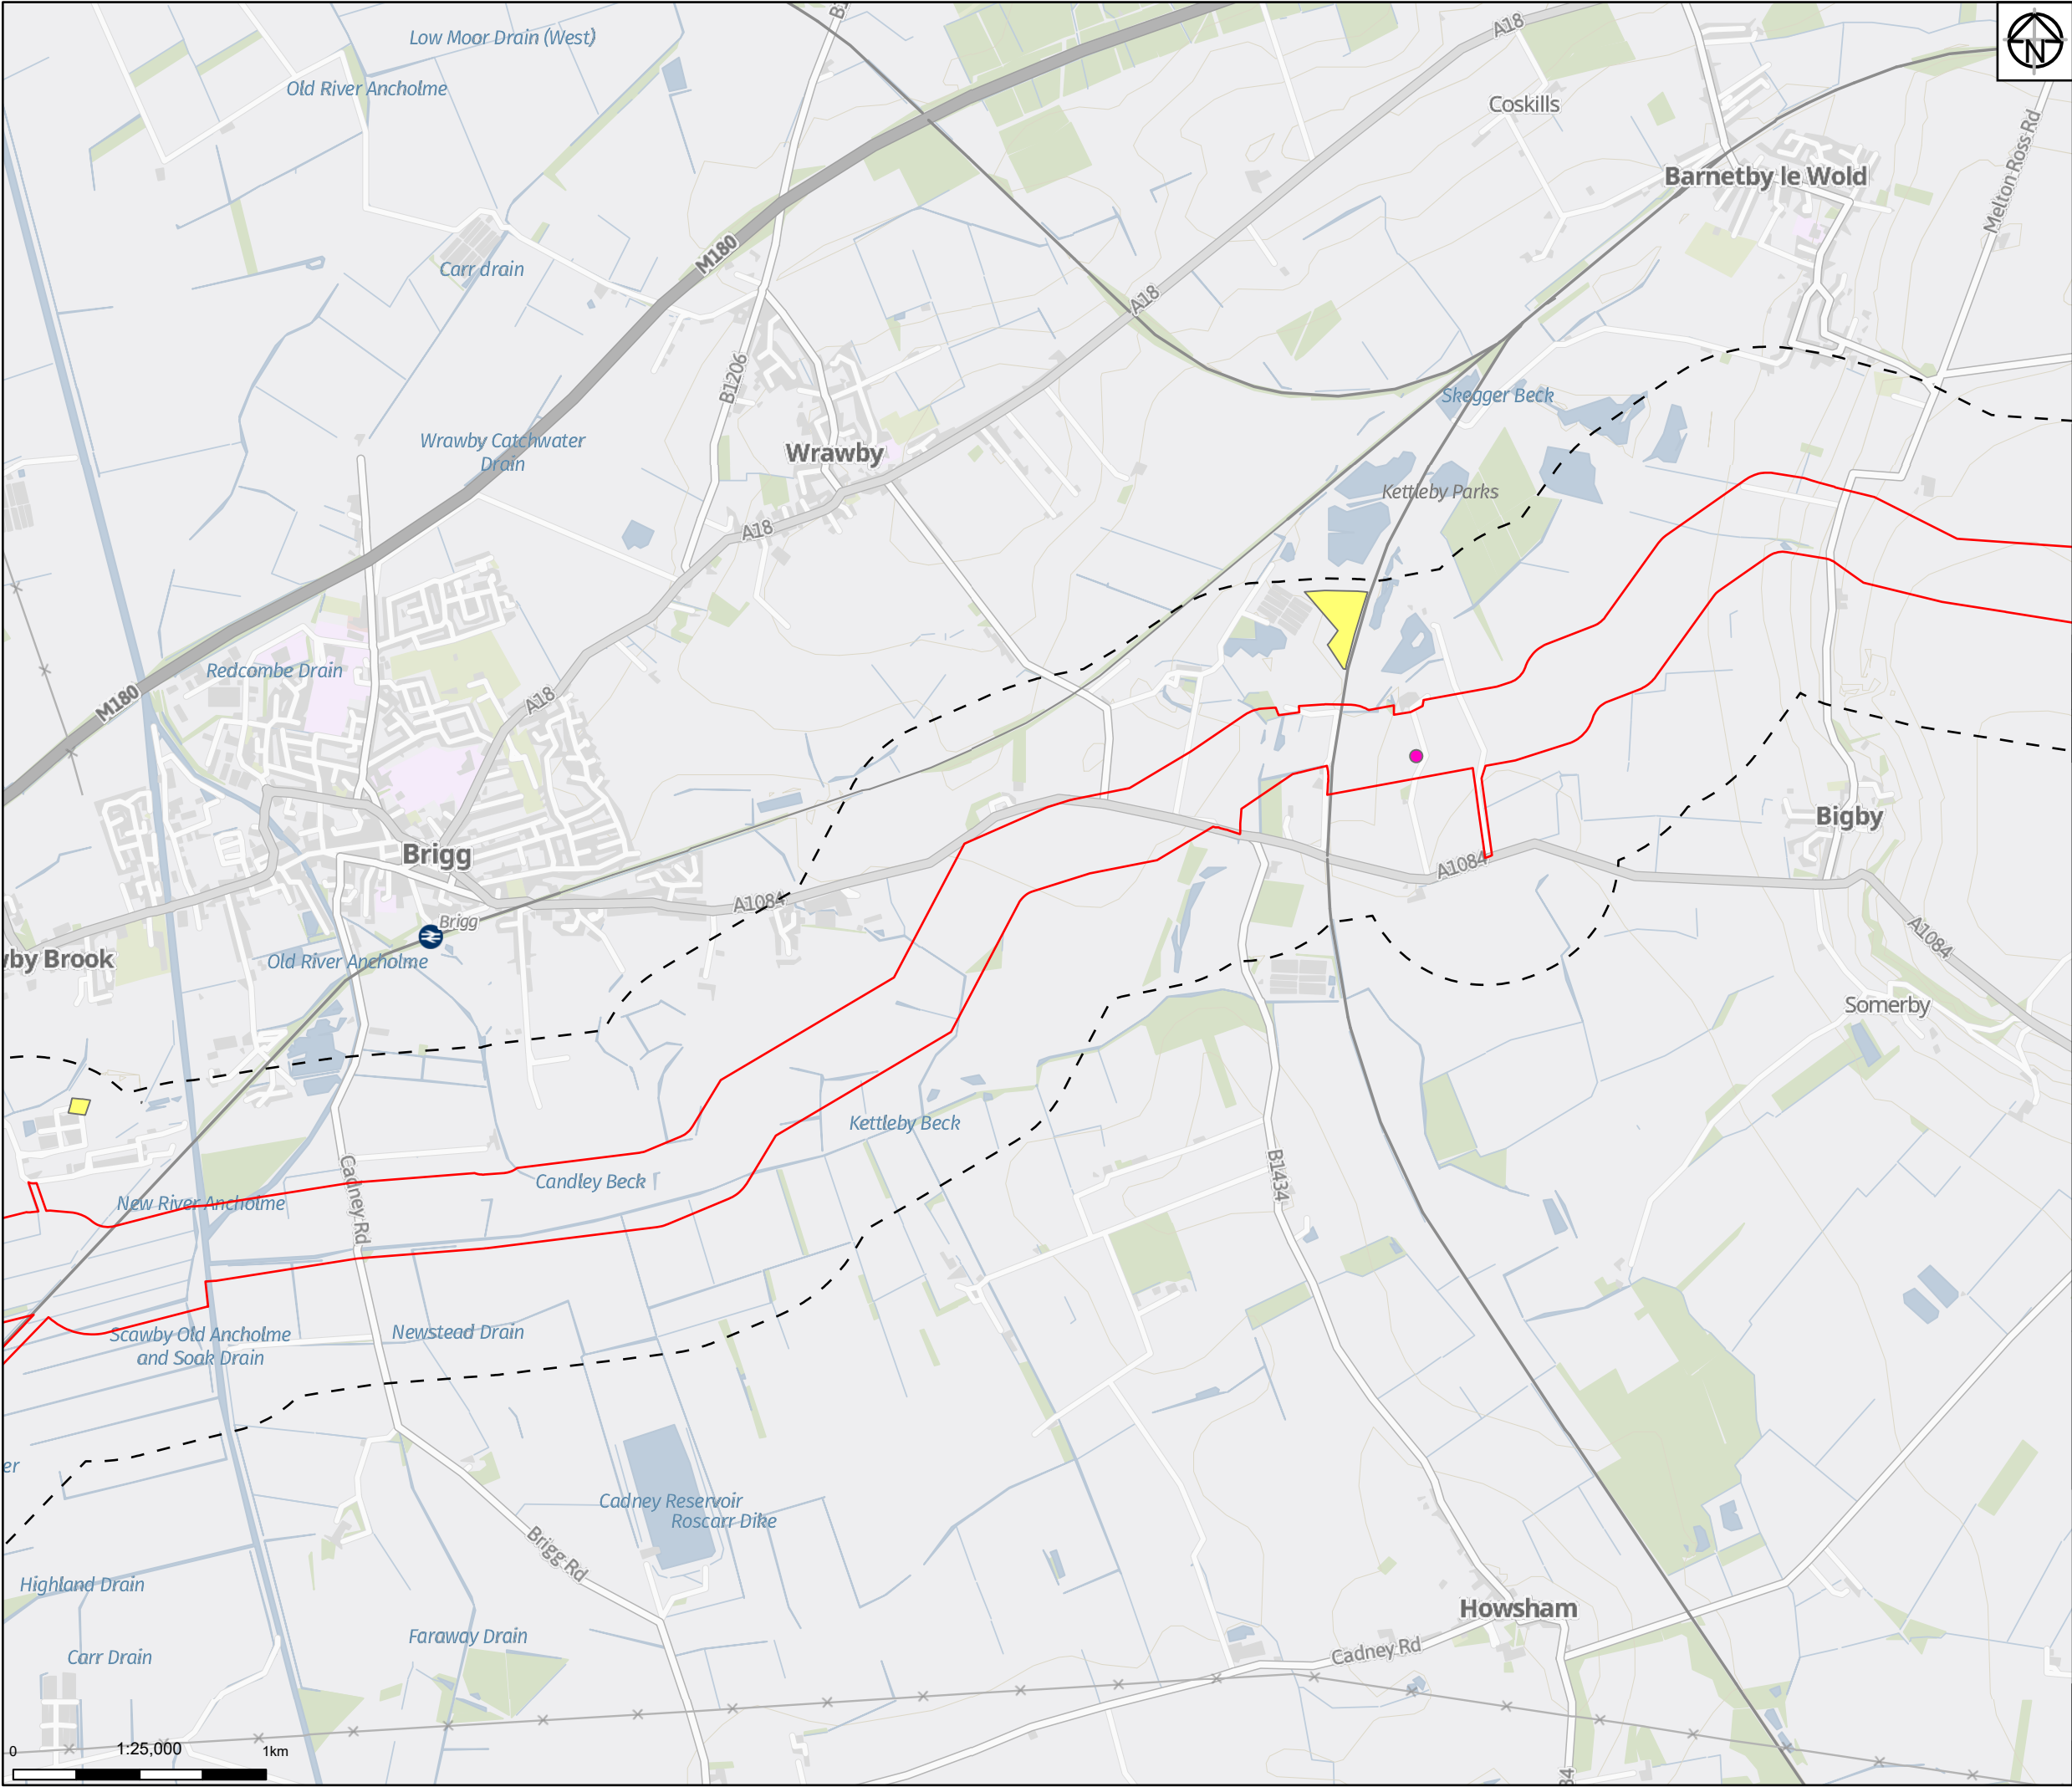 Low Moor Drain (West)
A18
N
Old River Ancholme
Coskills
Melton Ross Rd
Barnetby le Wold
M180
Carr drain
A18
B1206
Skegger Beck
Wrawby Catchwater
Drain
Wrawby
Kettleby Parks
A18
Redcombe Drain
M180
A18
Bigby
Brigg
A1084
A1084
Brigg
A1084
wby Brook
Old River Ancholme
Somerby
Kettleby Beck
Cadney Rd
Candley Beck
B1434
New River Ancholme
Newstead Drain
Scawby Old Ancholme
and Soak Drain
er
Cadney Reservoir
Roscarr Dike
Brigg Rd
Highland Drain
Howsham
Faraway Drain
Cadney Rd
Carr Drain
0
1:25,000
1km